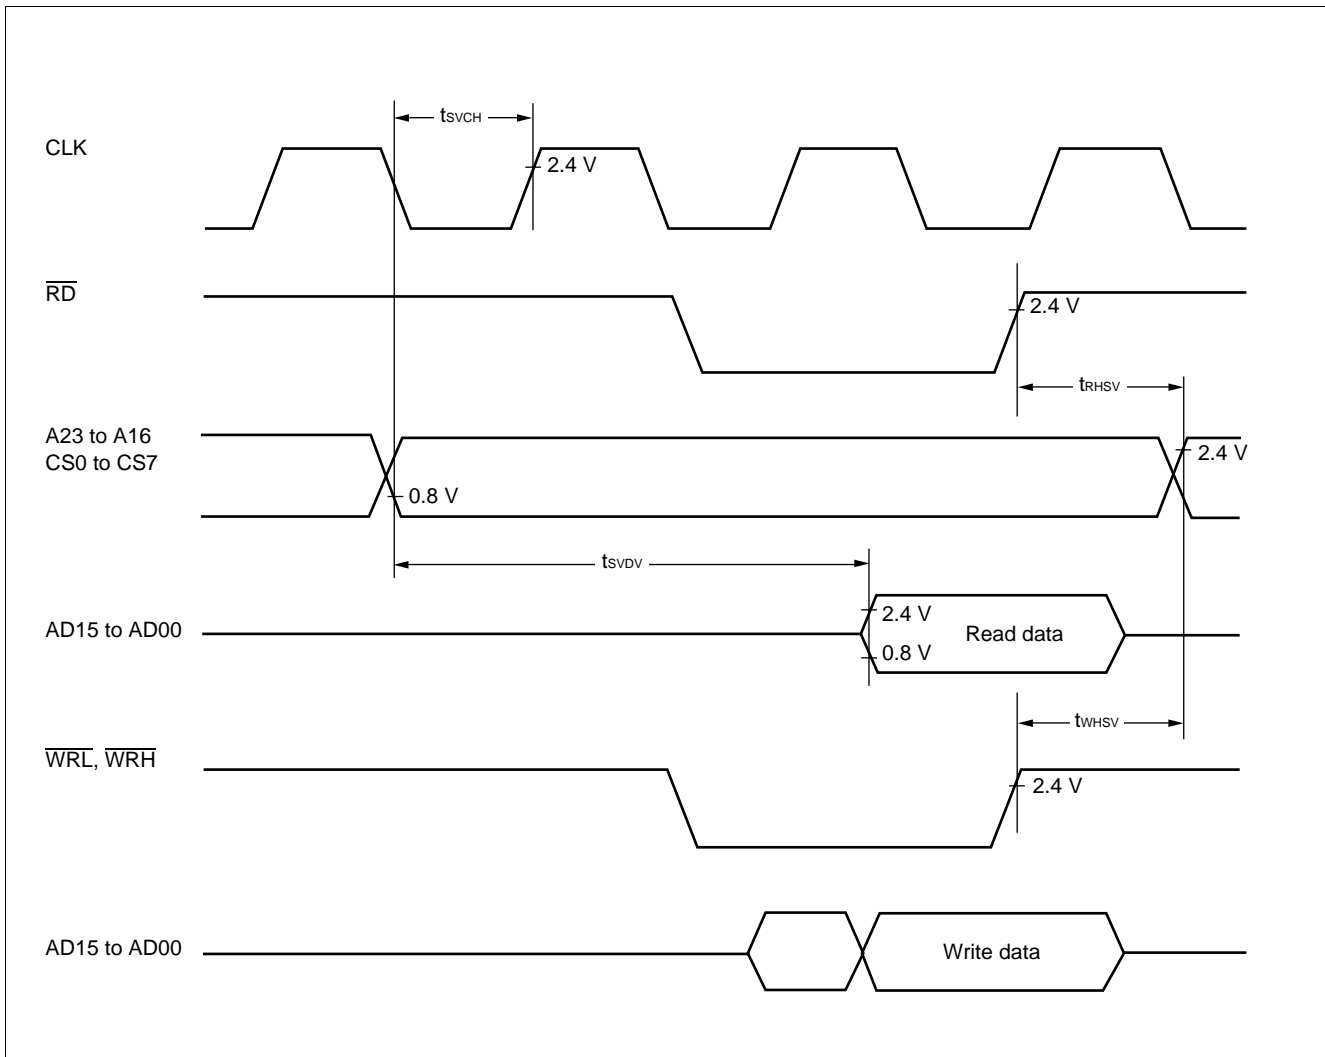 tSVCH
CLK
2.4 V
RD
2.4 V
tRHSV
A23 to A16
CS0 to CS7
2.4 V
0.8 V
tSVDV
AD15 to AD00
2.4 V
Read data
0.8 V
tWHSV
WRL, WRH
2.4 V
AD15 to AD00
Write data